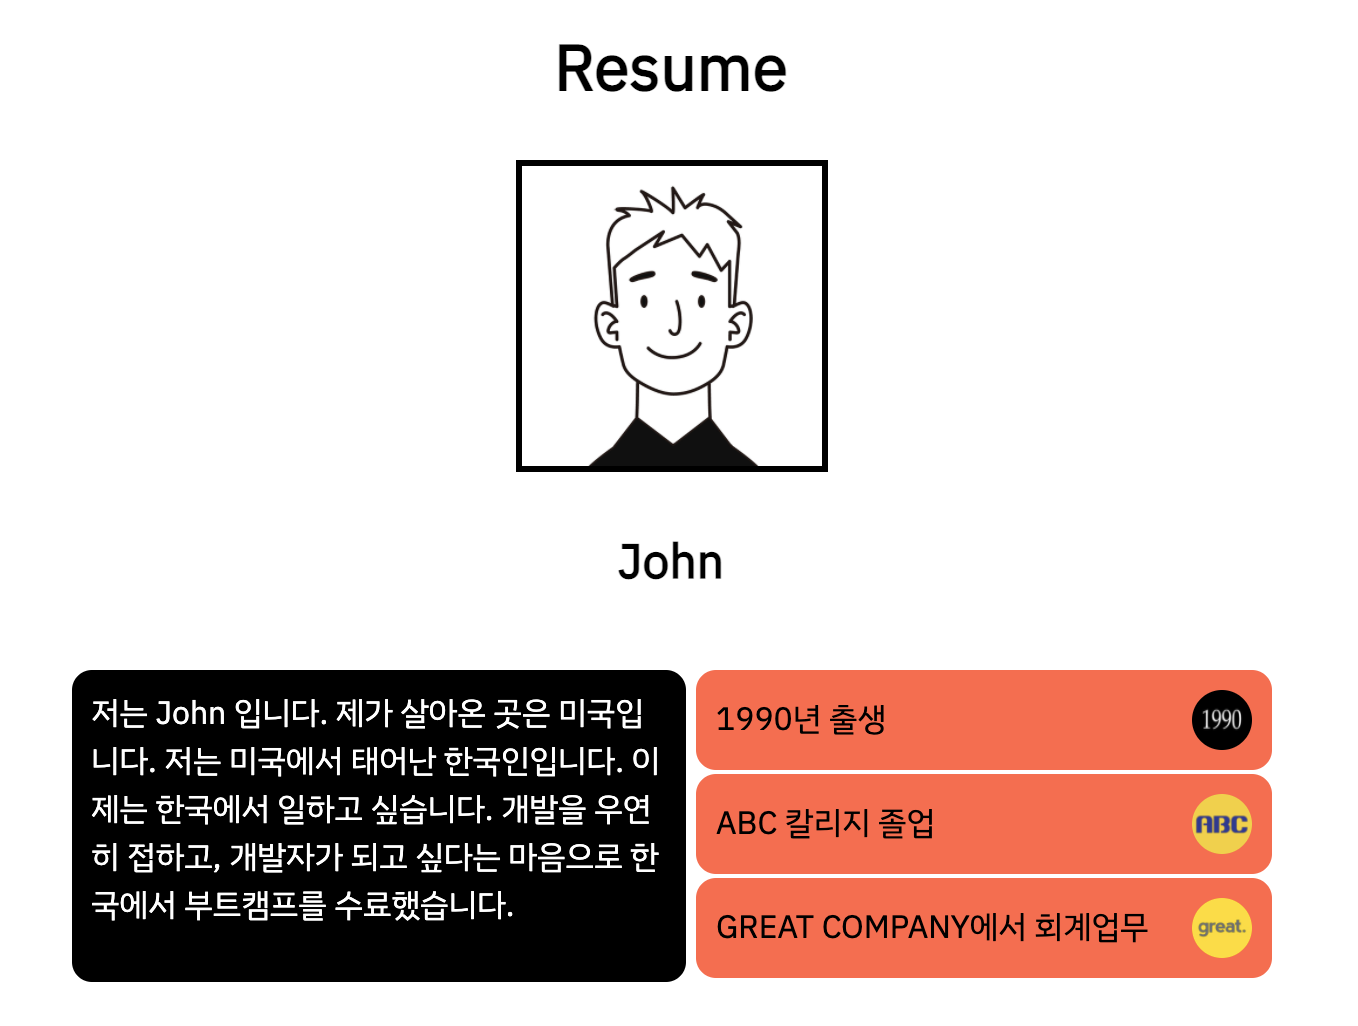 Resume
John
저는 John 입니다. 제가 살아온 곳은 미국입
니다. 저는 미국에서 태어난 한국인입니다. 이
제는 한국에서 일하고 싶습니다. 개발을 우연
히 접하고, 개발자가 되고 싶다는 마음으로 한
국에서 부트캠프를 수료했습니다.
1990년 출생
1990
ABC 칼리지 졸업
ABC
GREAT COMPANY에서 회계업무
great.